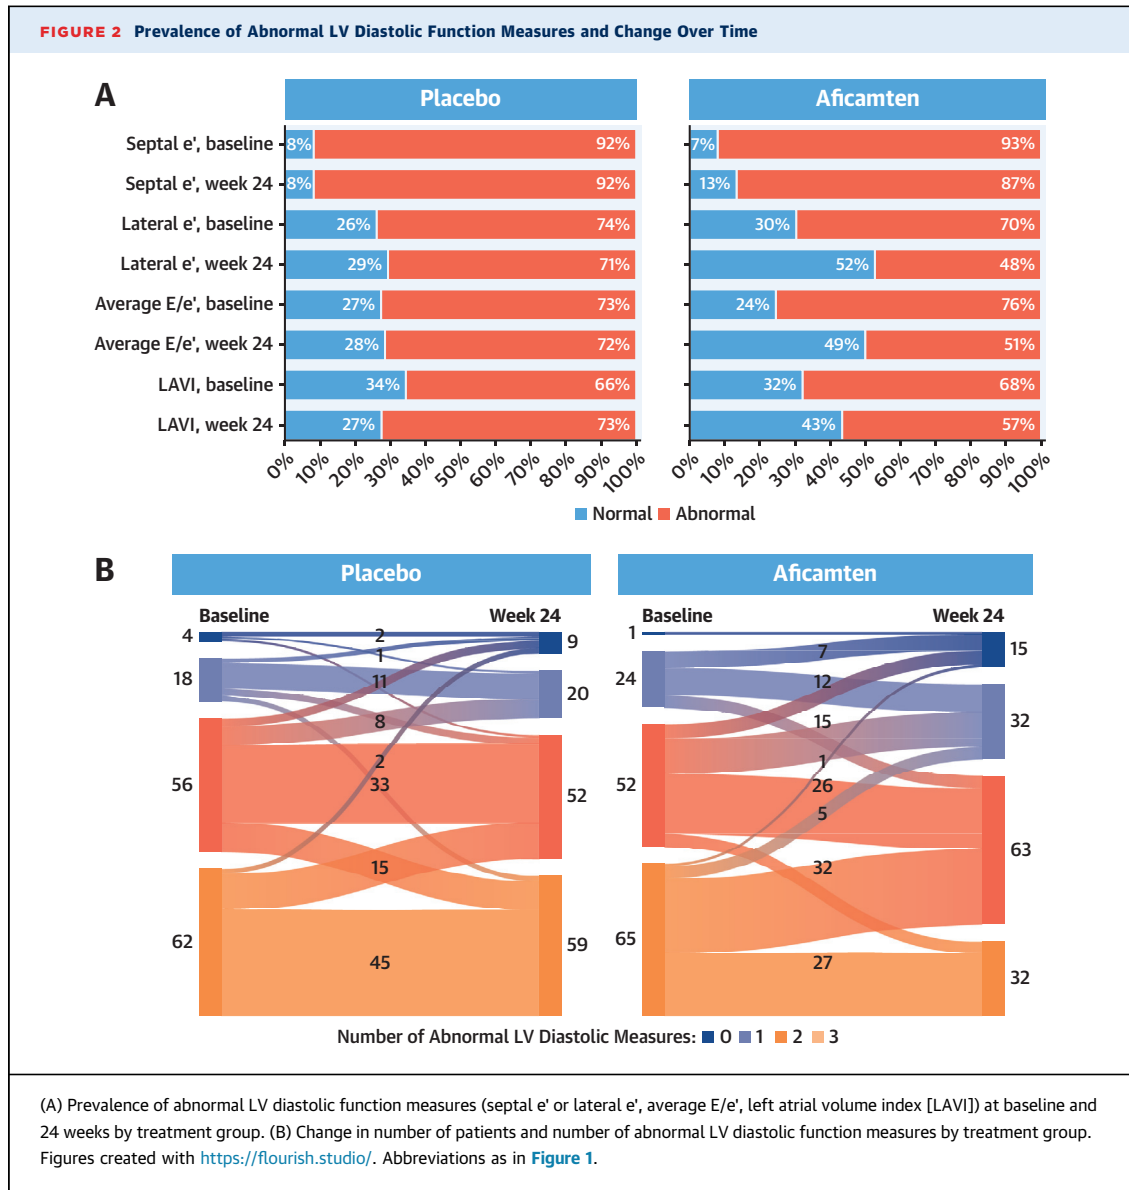 FIGURE 2 Prevalence of Abnormal LV Diastolic Function Measures and Change Over Time
A
Placebo
Aficamten
Septal e', baseline 8% 92% 7% 93%
Septal e', week 24 8% 92% 13% 87%
Lateral e', baseline 26% 74% 30% 70%
Lateral e', week 24 29% 71% 52% 48%
Average E/e', baseline 27% 73% 24% 76%
Average E/e', week 24 28% 72% 49% 51%
LAVI, baseline 34% 66% 32% 68%
LAVI, week 24 27% 73% 43% 57%
0% 10% 20% 30% 40% 50% 60% 70% 80% 90% 100%
0% 10% 20% 30% 40% 50% 60% 70% 80% 90% 100%
Normal Abnormal
B
Placebo
Baseline Week 24
4 2 9
1
18 11 20
8
2
56 33 52
15
62 45 59
Aficamten
Baseline Week 24
1 7 15
24 12 32
15
1
52 26
5
32 63
65 27 32
Number of Abnormal LV Diastolic Measures: 0 1 2 3
(A) Prevalence of abnormal LV diastolic function measures (septal e' or lateral e', average E/e', left atrial volume index [LAVI]) at baseline and
24 weeks by treatment group. (B) Change in number of patients and number of abnormal LV diastolic function measures by treatment group.
Figures created with https://flourish.studio/. Abbreviations as in Figure 1.